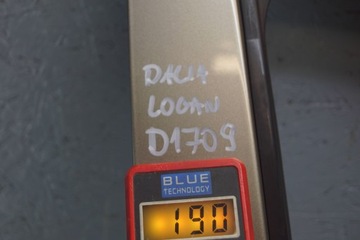 DACIA
LOGAN
D1709
BLUE
TECHNOLOGY
190